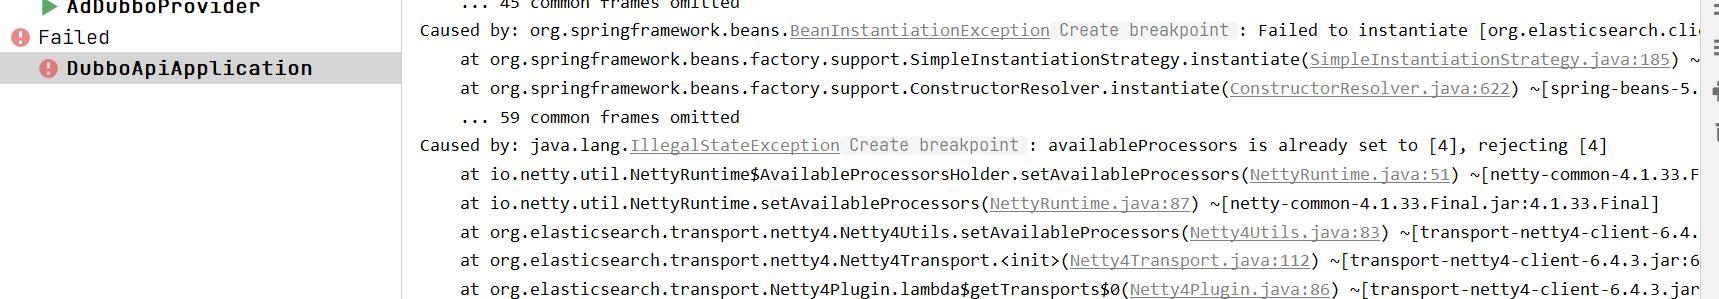 AdDubboProvider
Failed
DubboApiApplication
... 45 common frames omitted
Caused by: org.springframework.beans.BeanInstantiationException Create breakpoint : Failed to instantiate [org.elasticsearch.clie
at org.springframework.beans.factory.support.SimpleInstantiationStrategy.instantiate(SimpleInstantiationStrategy.java:185) ~
at org.springframework.beans.factory.support.ConstructorResolver.instantiate(ConstructorResolver.java:622) ~[spring-beans-5.
... 59 common frames omitted
Caused by: java.lang.IllegalStateException Create breakpoint : availableProcessors is already set to [4], rejecting [4]
at io.netty.util.NettyRuntime$AvailableProcessorsHolder.setAvailableProcessors(NettyRuntime.java:51) ~[netty-common-4.1.33.F
at io.netty.util.NettyRuntime.setAvailableProcessors(NettyRuntime.java:87) ~[netty-common-4.1.33.Final.jar:4.1.33.Final]
at org.elasticsearch.transport.netty4.Netty4Utils.setAvailableProcessors(Netty4Utils.java:83) ~[transport-netty4-client-6.4.
at org.elasticsearch.transport.netty4.Netty4Transport.<init>(Netty4Transport.java:112) ~[transport-netty4-client-6.4.3.jar:6
at org.elasticsearch.transport.Netty4Plugin.lambda$getTransports$0(Netty4Plugin.java:86) ~[transport-netty4-client-6.4.3.jar